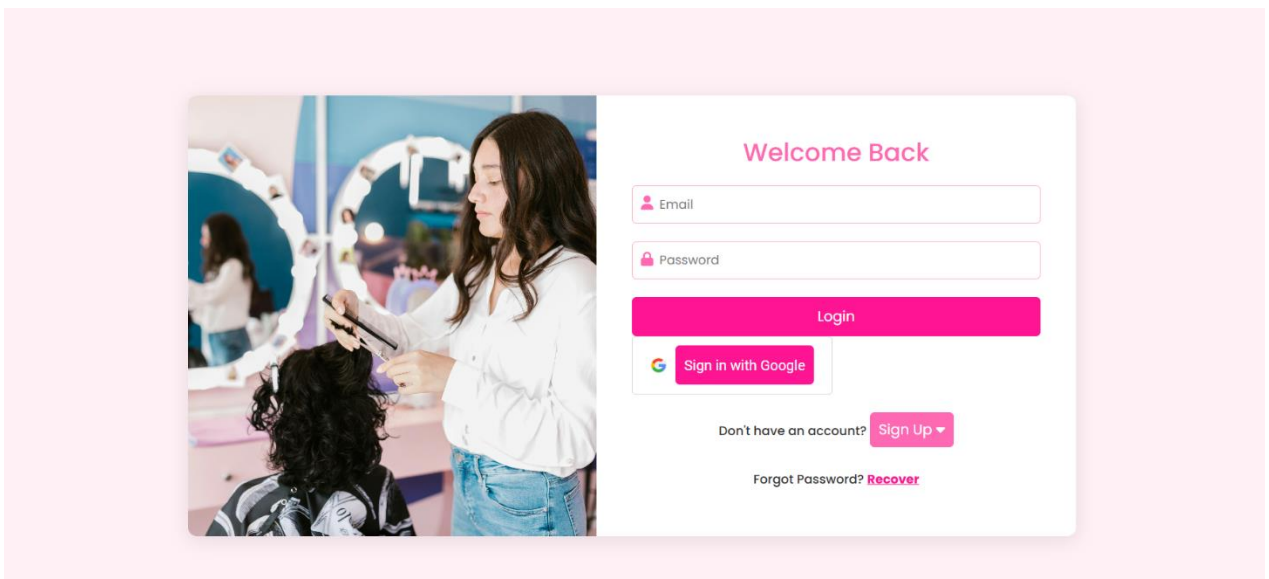 Welcome Back
Email
Password
Login
Sign in with Google
Don't have an account? Sign Up
Forgot Password? Recover